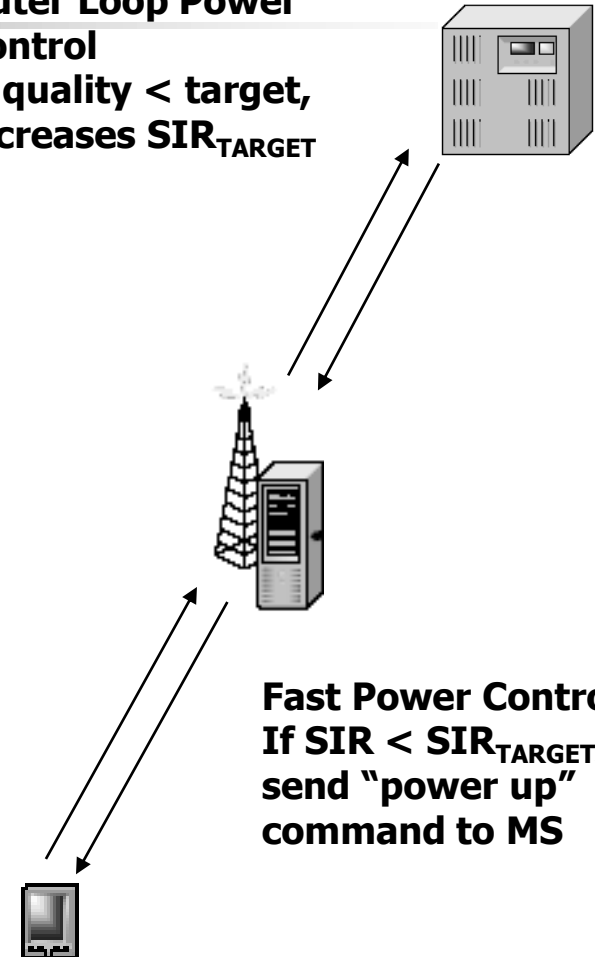 uter Loop Power
ontrol
quality < target,
creases SIR_TARGET
Fast Power Contro
If SIR < SIR_TARGET
send “power up”
command to MS